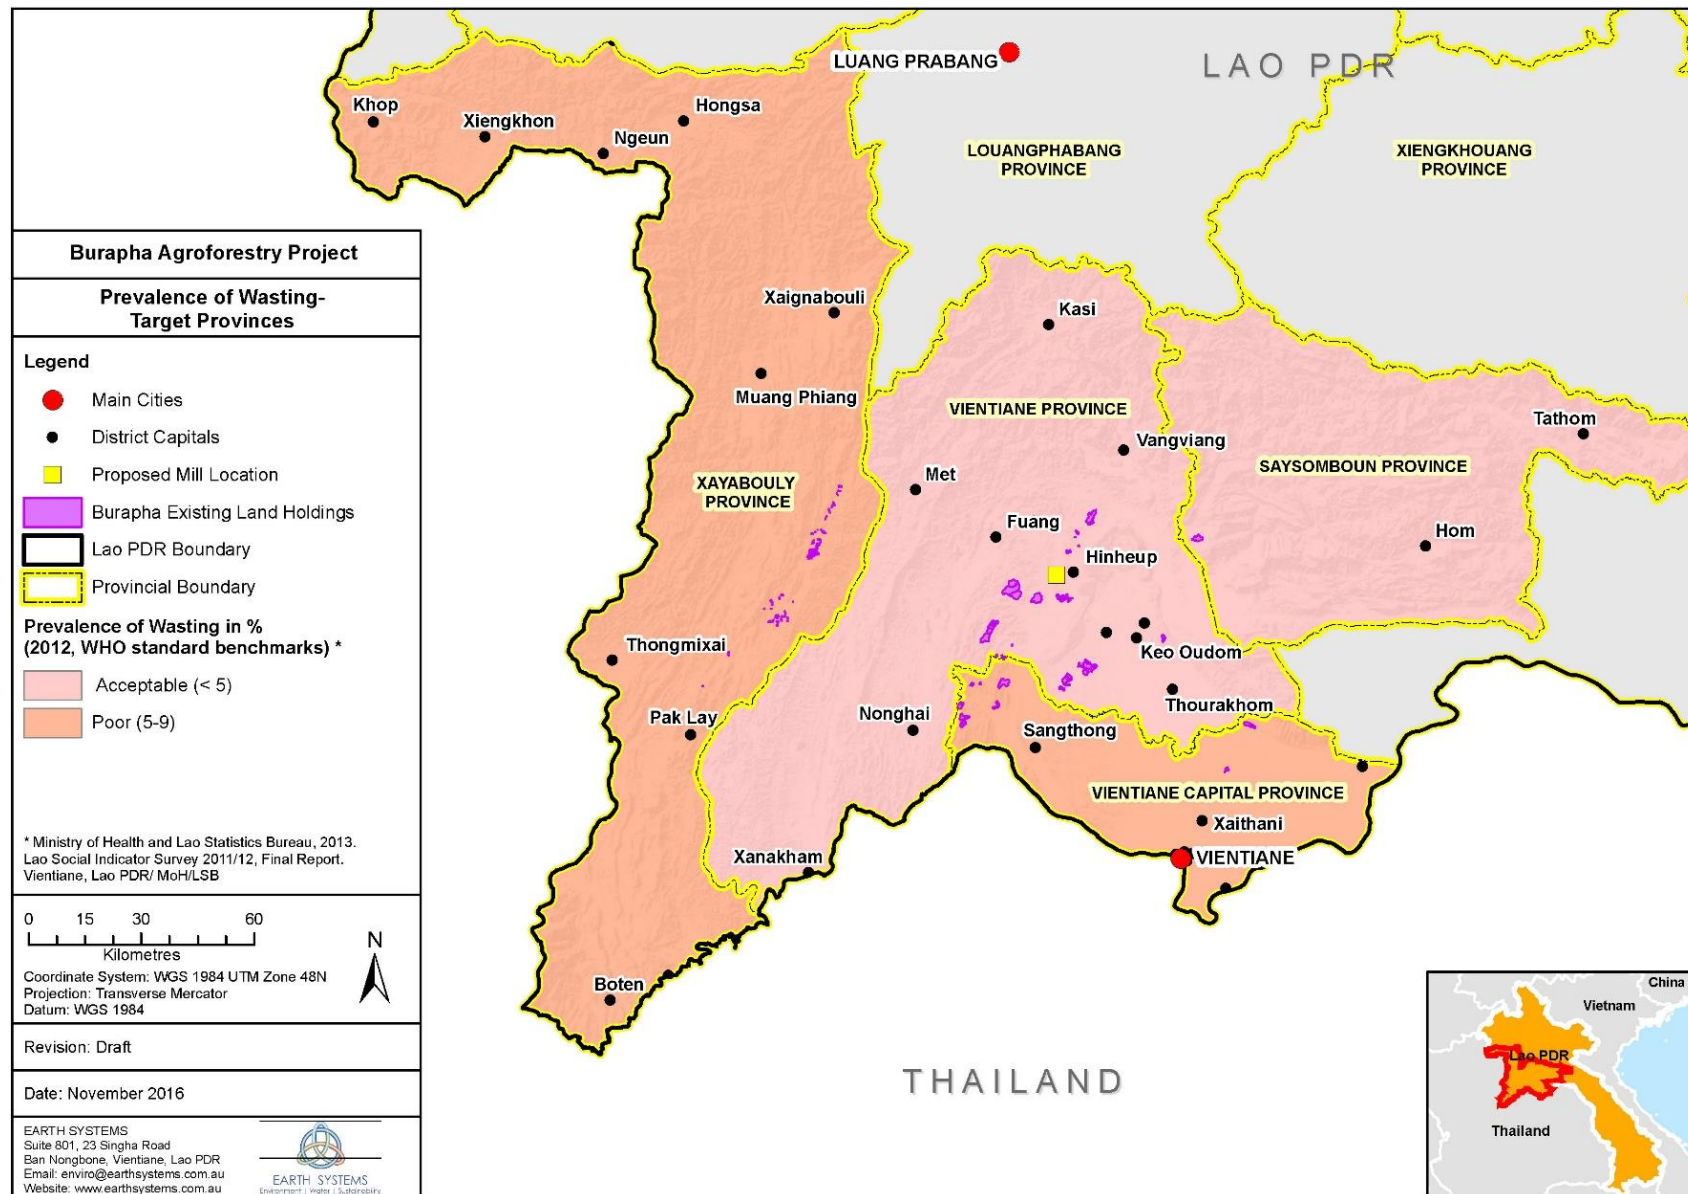 Burapha Agroforestry Project
Prevalence of Wasting-
Target Provinces
Legend
Main Cities
District Capitals
Proposed Mill Location
Burapha Existing Land Holdings
Lao PDR Boundary
Provincial Boundary
Prevalence of Wasting in %
(2012, WHO standard benchmarks) *
Acceptable (< 5)
Poor (5-9)
* Ministry of Health and Lao Statistics Bureau, 2013.
Lao Social Indicator Survey 2011/12, Final Report.
Vientiane, Lao PDR/ MoH/LSB
0 15 30 60
Kilometres
N
Coordinate System: WGS 1984 UTM Zone 48N
Projection: Transverse Mercator
Datum: WGS 1984
Revision: Draft
Date: November 2016
EARTH SYSTEMS
Suite 801, 23 Singha Road
Ban Nongbone, Vientiane, Lao PDR
Email: enviro@earthsystems.com.au
Website: www.earthsystems.com.au
EARTH SYSTEMS
Environment | Water | Sustainability
LUANG PRABANG
LAO PDR
Khop
Xiengkhon
Ngeun
Hongsa
LOUANGPHABANG
PROVINCE
XIENGKHOUANG
PROVINCE
Xaignabouli
Kasi
Muang Phiang
VIENTIANE PROVINCE
Tathom
Vangviang
SAYSOMBOUN PROVINCE
XAYABOULY
PROVINCE
Met
Fuang
Hom
Hinheup
Thongmixai
Keo Oudom
Pak Lay
Nonghai
Thourakhom
Sangthong
VIENTIANE CAPITAL PROVINCE
Xaithani
Xanakham
VIENTIANE
Boten
THAILAND
China
Vietnam
Lao PDR
Thailand